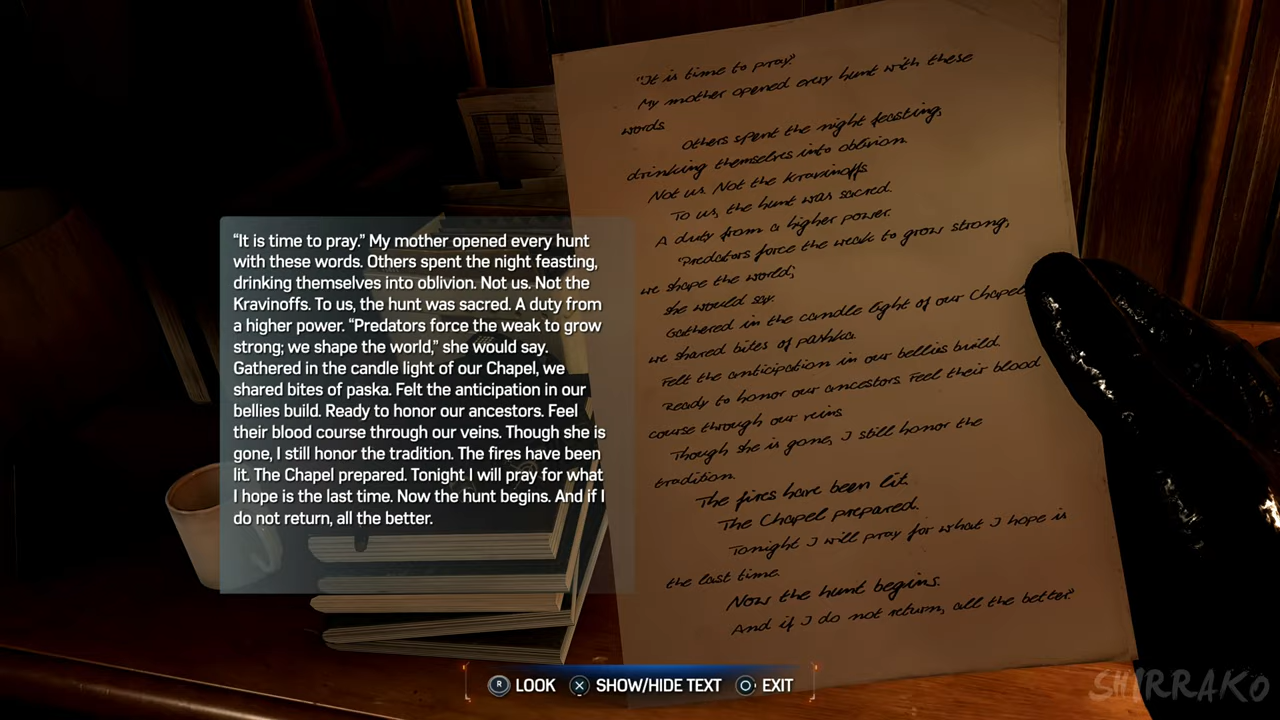 "It is time to pray."
My mother opened every hunt with these
words.
Others spent the night feasting,
drinking themselves into oblivion.
Not us. Not the Kravinoffs
To us, the hunt was sacred.
A duty from a higher power.
"Predators force the weak to grow strong,
we shape the world,"
she would say.
Gathered in the candle light of our Chapel,
we shared bites of pashka.
Felt the anticipation in our bellies build.
Ready to honor our ancestors. Feel their blood
course through our veins
Though she is gone, I still honor the
tradition.
The fires have been lit.
The Chapel prepared.
Tonight I will pray for what I hope is
the last time.
Now the hunt begins.
And if I do not return, all the better."
“It is time to pray.” My mother opened every hunt
with these words. Others spent the night feasting,
drinking themselves into oblivion. Not us. Not the
Kravinoffs. To us, the hunt was sacred. A duty from
a higher power. “Predators force the weak to grow
strong; we shape the world,” she would say.
Gathered in the candle light of our Chapel, we
shared bites of paska. Felt the anticipation in our
bellies build. Ready to honor our ancestors. Feel
their blood course through our veins. Though she is
gone, I still honor the tradition. The fires have been
lit. The Chapel prepared. Tonight I will pray for what
I hope is the last time. Now the hunt begins. And if I
do not return, all the better.
R LOOK X SHOW/HIDE TEXT O EXIT
SHIRRAKO